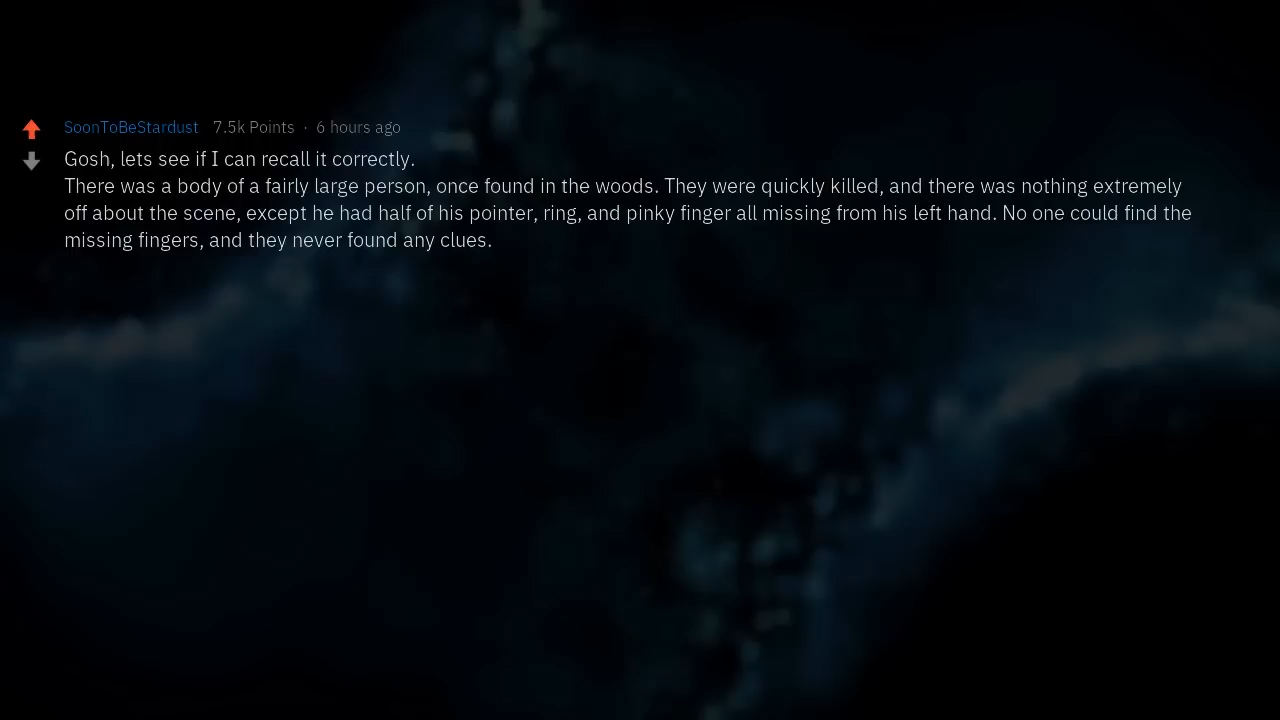 SoonToBeStardust 7.5k Points · 6 hours ago
Gosh, lets see if I can recall it correctly.
There was a body of a fairly large person, once found in the woods. They were quickly killed, and there was nothing extremely
off about the scene, except he had half of his pointer, ring, and pinky finger all missing from his left hand. No one could find the
missing fingers, and they never found any clues.